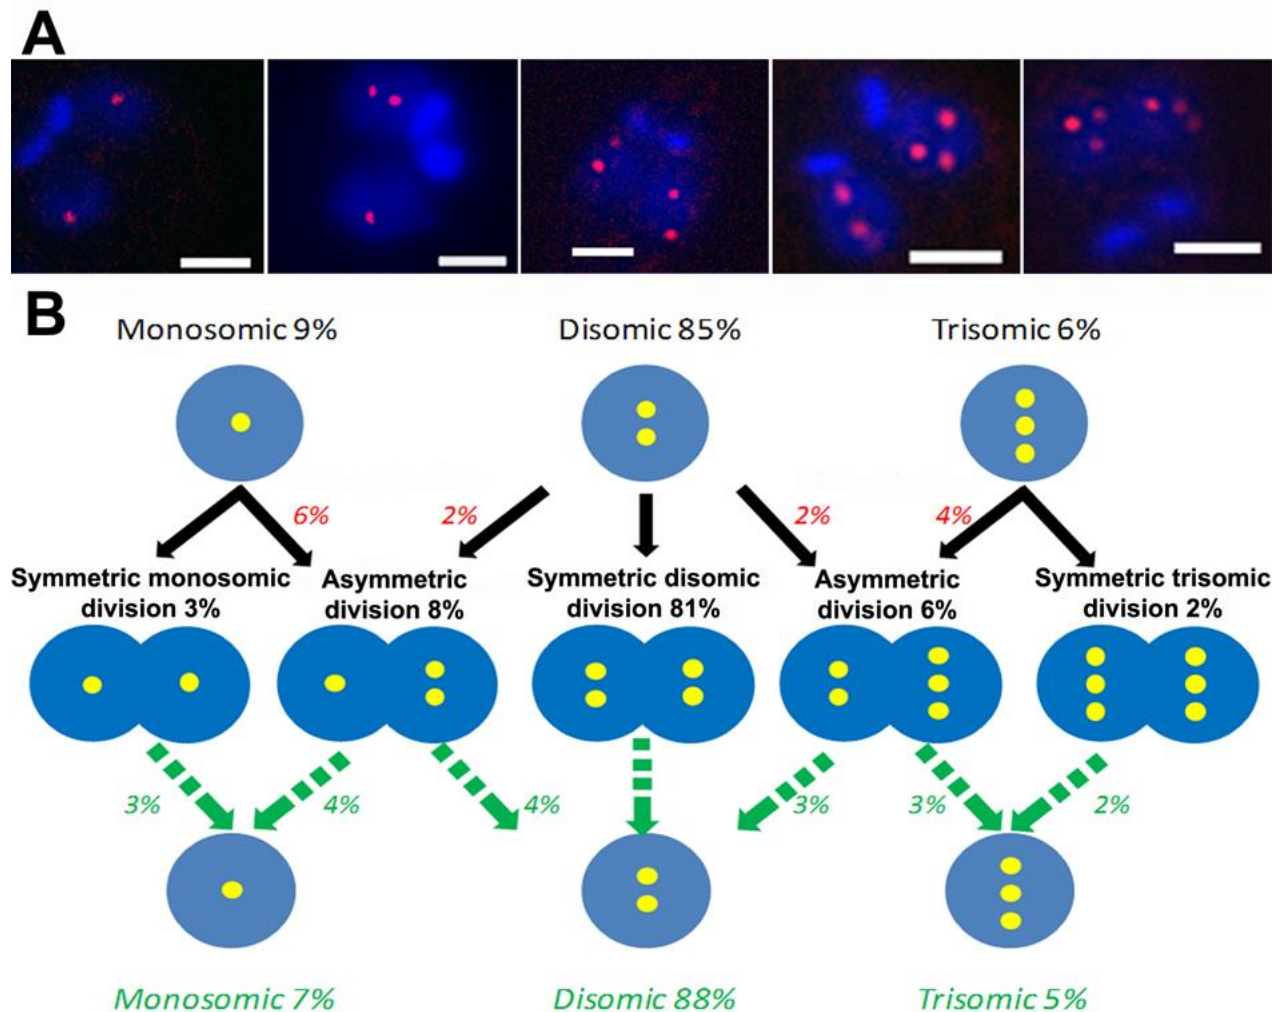 A
B
Monosomic 9%
Disomic 85%
Trisomic 6%
6%
2%
2%
4%
Symmetric monosomic
division 3%
Asymmetric
division 8%
Symmetric disomic
division 81%
Asymmetric
division 6%
Symmetric trisomic
division 2%
3%
4%
4%
3%
3%
2%
Monosomic 7%
Disomic 88%
Trisomic 5%